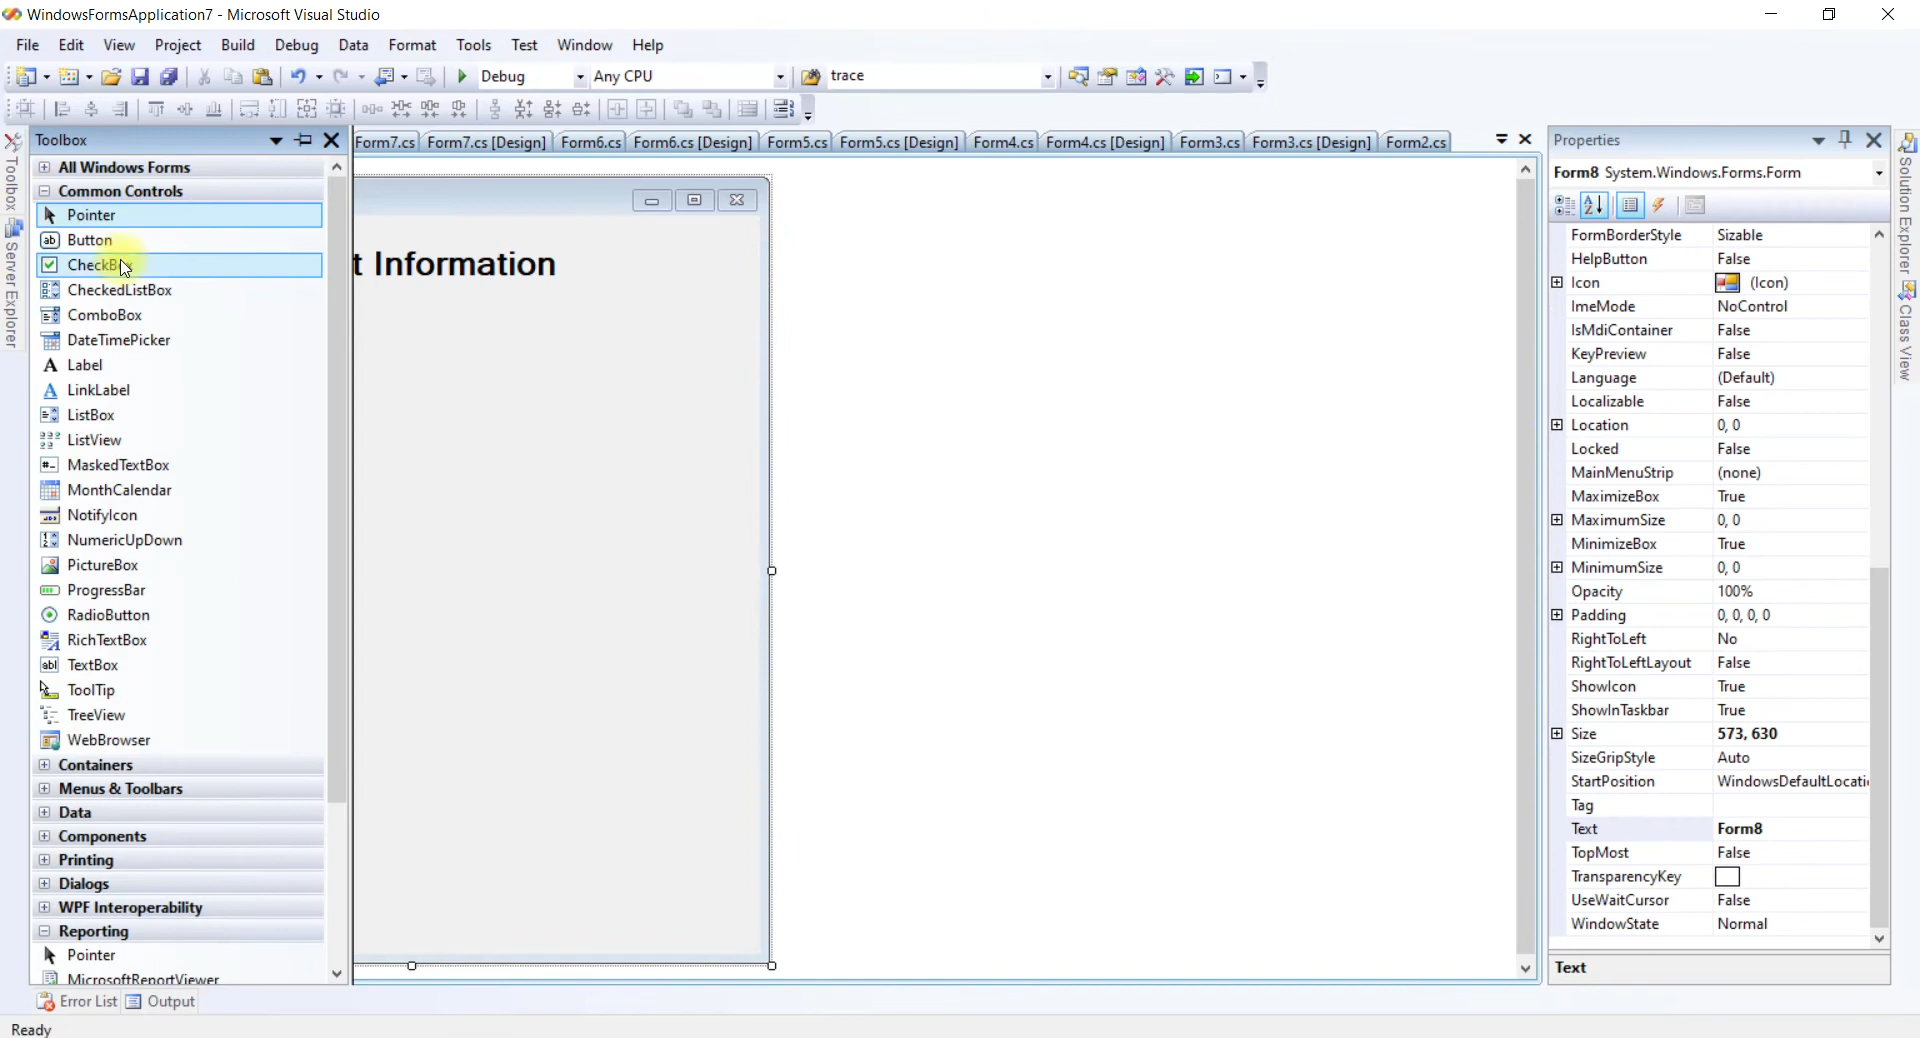 WindowsFormsApplication7 - Microsoft Visual Studio
File Edit View Project Build Debug Data Format Tools Test Window Help
Debug Any CPU trace
Toolbox
Server Explorer
Toolbox
All Windows Forms
Common Controls
Pointer
Button
CheckBox
CheckedListBox
ComboBox
DateTimePicker
Label
LinkLabel
ListBox
ListView
MaskedTextBox
MonthCalendar
NotifyIcon
NumericUpDown
PictureBox
ProgressBar
RadioButton
RichTextBox
TextBox
ToolTip
TreeView
WebBrowser
Containers
Menus & Toolbars
Data
Components
Printing
Dialogs
WPF Interoperability
Reporting
Pointer
MicrosoftReportViewer
Form7.cs Form7.cs [Design] Form6.cs Form6.cs [Design] Form5.cs Form5.cs [Design] Form4.cs Form4.cs [Design] Form3.cs Form3.cs [Design] Form2.cs
t Information
Properties
Form8 System.Windows.Forms.Form
FormBorderStyle Sizable
HelpButton False
Icon (Icon)
ImeMode NoControl
IsMdiContainer False
KeyPreview False
Language (Default)
Localizable False
Location 0, 0
Locked False
MainMenuStrip (none)
MaximizeBox True
MaximumSize 0, 0
MinimizeBox True
MinimumSize 0, 0
Opacity 100%
Padding 0, 0, 0, 0
RightToLeft No
RightToLeftLayout False
ShowIcon True
ShowInTaskbar True
Size 573, 630
SizeGripStyle Auto
StartPosition WindowsDefaultLocati
Tag
Text Form8
TopMost False
TransparencyKey
UseWaitCursor False
WindowState Normal
Text
Solution Explorer
Class View
Error List Output
Ready